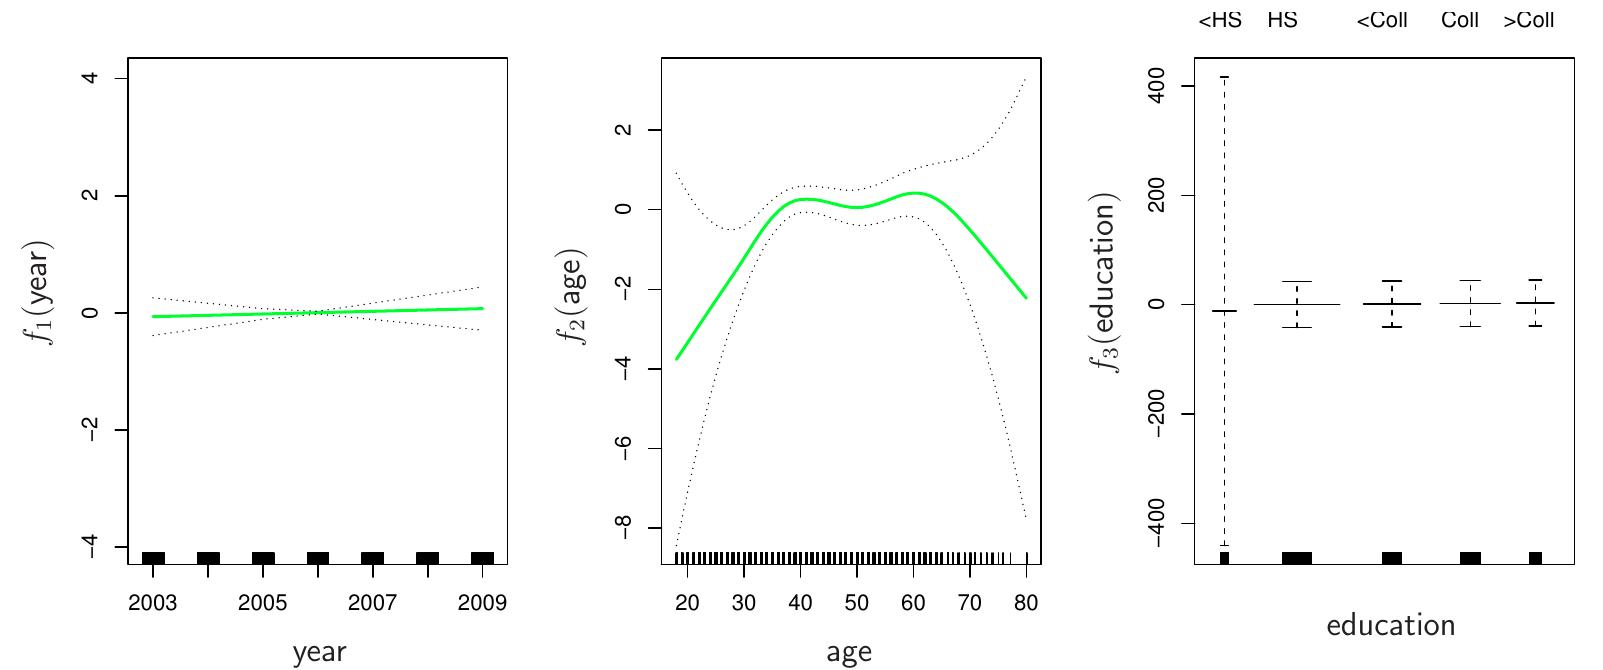 <HS HS <Coll Coll >Coll
4
2
0
−2
−4
f1(year)
2003 2005 2007 2009
year
2
0
−2
−4
−6
−8
f2(age)
20 30 40 50 60 70 80
age
400
200
0
−200
−400
f3(education)
education